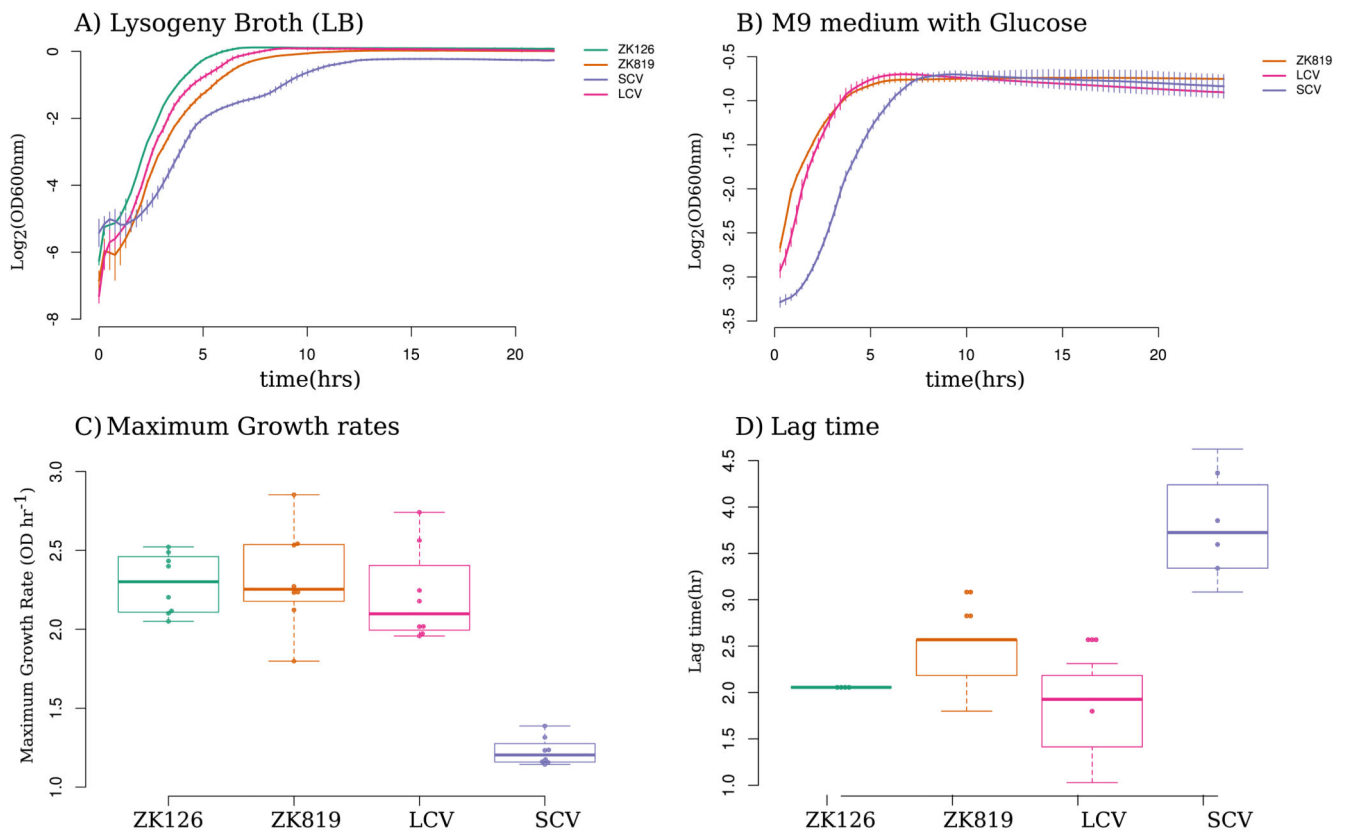 A) Lysogeny Broth (LB)
0
-2
-4
-6
-8
Log2(OD600nm)
0 5 10 15 20
time(hrs)
ZK126
ZK819
SCV
LCV
B) M9 medium with Glucose
-0.5
-1.0
-1.5
-2.0
-2.5
-3.0
-3.5
Log2(OD600nm)
0 5 10 15 20
time(hrs)
ZK819
LCV
SCV
C) Maximum Growth rates
3.0
2.5
2.0
1.5
1.0
Maximum Growth Rate (OD hr-1)
ZK126 ZK819 LCV SCV
D) Lag time
4.5
4.0
3.5
3.0
2.5
2.0
1.5
1.0
Lag time(hr)
ZK126 ZK819 LCV SCV